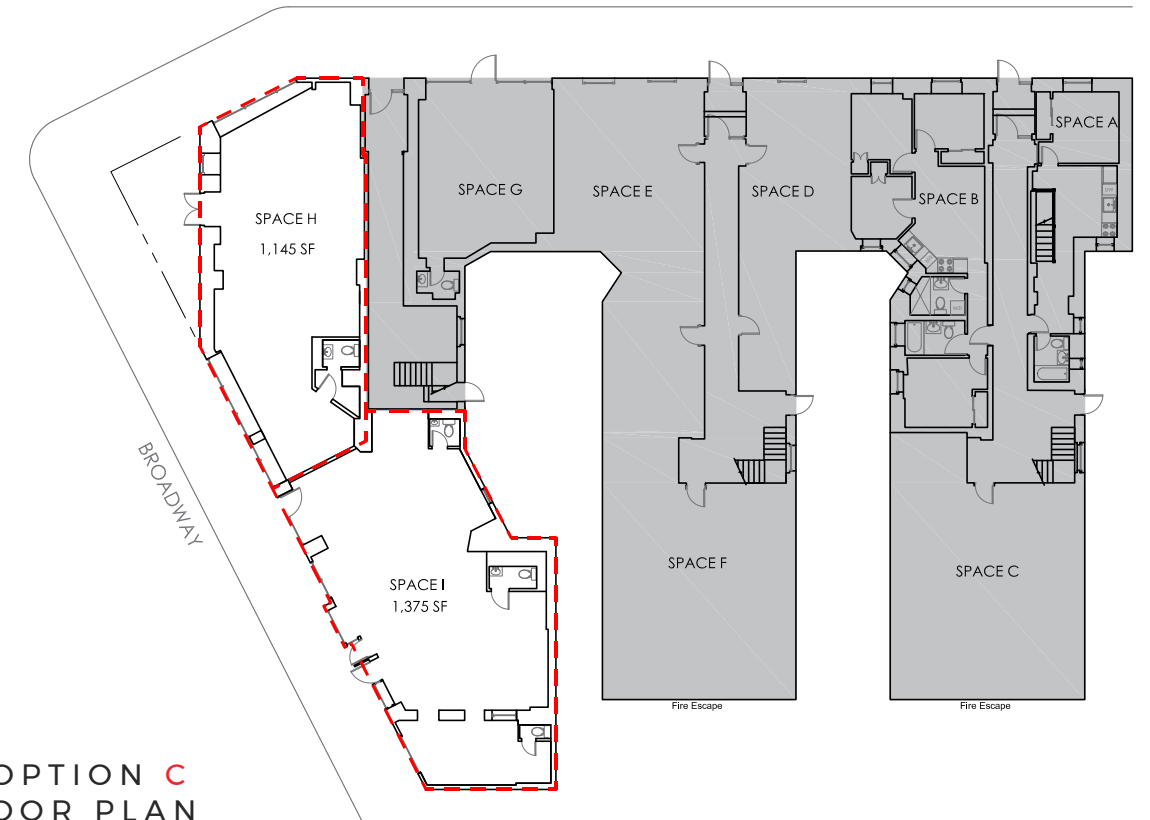 SPACE A
SPACE G
SPACE E
SPACE D
SPACE B
SPACE H
1,145 SF
BROADWAY
SPACE F
SPACE C
SPACE I
1,375 SF
Fire Escape
Fire Escape
OPTION C
OOR PLAN